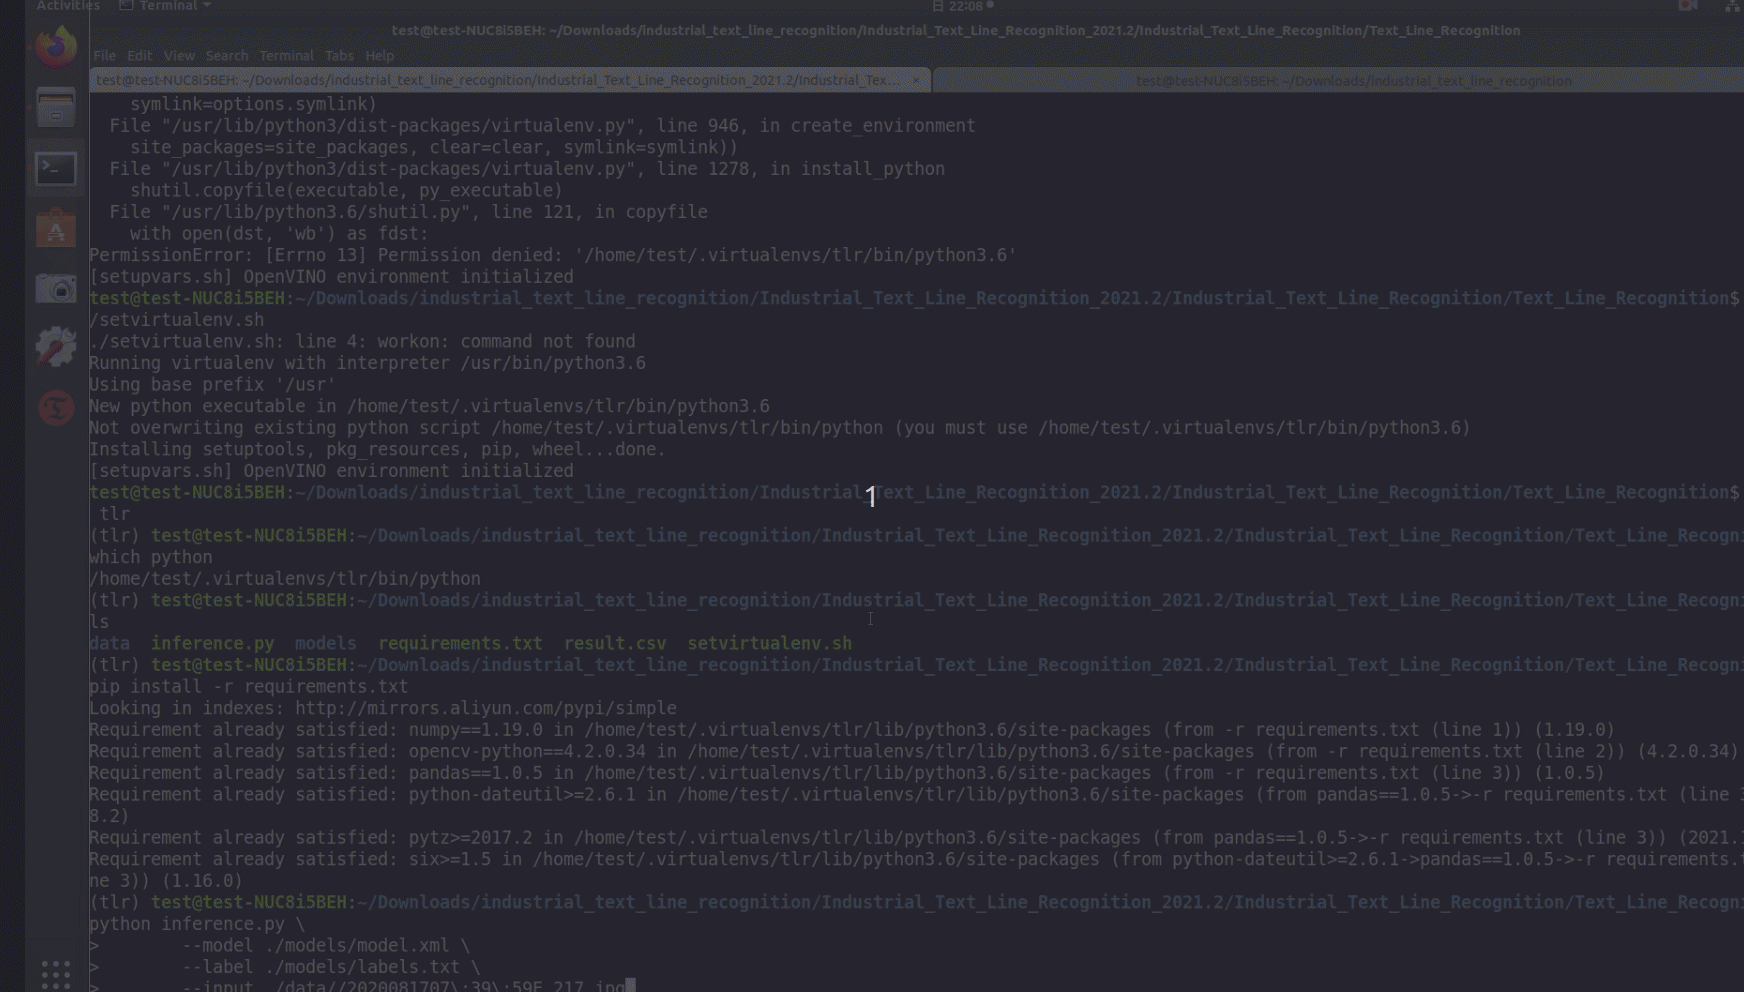 Activities Terminal 日 22:08
test@test-NUC8i5BEH: ~/Downloads/industrial_text_line_recognition/Industrial_Text_Line_Recognition_2021.2/Industrial_Text_Line_Recognition/Text_Line_Recognition
File Edit View Search Terminal Tabs Help
test@test-NUC8i5BEH: ~/Downloads/industrial_text_line_recognition/Industrial_Text_Line_Recognition_2021.2/Industrial_Tex... × test@test-NUC8i5BEH: ~/Downloads/industrial_text_line_recognition
symlink=options.symlink)
File "/usr/lib/python3/dist-packages/virtualenv.py", line 946, in create_environment
site_packages=site_packages, clear=clear, symlink=symlink))
File "/usr/lib/python3/dist-packages/virtualenv.py", line 1278, in install_python
shutil.copyfile(executable, py_executable)
File "/usr/lib/python3.6/shutil.py", line 121, in copyfile
with open(dst, 'wb') as fdst:
PermissionError: [Errno 13] Permission denied: '/home/test/.virtualenvs/tlr/bin/python3.6'
[setupvars.sh] OpenVINO environment initialized
test@test-NUC8i5BEH:~/Downloads/industrial_text_line_recognition/Industrial_Text_Line_Recognition_2021.2/Industrial_Text_Line_Recognition/Text_Line_Recognition$
/setvirtualenv.sh
./setvirtualenv.sh: line 4: workon: command not found
Running virtualenv with interpreter /usr/bin/python3.6
Using base prefix '/usr'
New python executable in /home/test/.virtualenvs/tlr/bin/python3.6
Not overwriting existing python script /home/test/.virtualenvs/tlr/bin/python (you must use /home/test/.virtualenvs/tlr/bin/python3.6)
Installing setuptools, pkg_resources, pip, wheel...done.
[setupvars.sh] OpenVINO environment initialized
test@test-NUC8i5BEH:~/Downloads/industrial_text_line_recognition/Industrial_Text_Line_Recognition_2021.2/Industrial_Text_Line_Recognition/Text_Line_Recognition$
1
tlr
(tlr) test@test-NUC8i5BEH:~/Downloads/industrial_text_line_recognition/Industrial_Text_Line_Recognition_2021.2/Industrial_Text_Line_Recognition/Text_Line_Recogn
which python
/home/test/.virtualenvs/tlr/bin/python
(tlr) test@test-NUC8i5BEH:~/Downloads/industrial_text_line_recognition/Industrial_Text_Line_Recognition_2021.2/Industrial_Text_Line_Recognition/Text_Line_Recogn
ls
data inference.py models requirements.txt result.csv setvirtualenv.sh
(tlr) test@test-NUC8i5BEH:~/Downloads/industrial_text_line_recognition/Industrial_Text_Line_Recognition_2021.2/Industrial_Text_Line_Recognition/Text_Line_Recogn
pip install -r requirements.txt
Looking in indexes: http://mirrors.aliyun.com/pypi/simple
Requirement already satisfied: numpy==1.19.0 in /home/test/.virtualenvs/tlr/lib/python3.6/site-packages (from -r requirements.txt (line 1)) (1.19.0)
Requirement already satisfied: opencv-python==4.2.0.34 in /home/test/.virtualenvs/tlr/lib/python3.6/site-packages (from -r requirements.txt (line 2)) (4.2.0.34)
Requirement already satisfied: pandas==1.0.5 in /home/test/.virtualenvs/tlr/lib/python3.6/site-packages (from -r requirements.txt (line 3)) (1.0.5)
Requirement already satisfied: python-dateutil>=2.6.1 in /home/test/.virtualenvs/tlr/lib/python3.6/site-packages (from pandas==1.0.5->-r requirements.txt (line
8.2)
Requirement already satisfied: pytz>=2017.2 in /home/test/.virtualenvs/tlr/lib/python3.6/site-packages (from pandas==1.0.5->-r requirements.txt (line 3)) (2021.
Requirement already satisfied: six>=1.5 in /home/test/.virtualenvs/tlr/lib/python3.6/site-packages (from python-dateutil>=2.6.1->pandas==1.0.5->-r requirements.
ne 3)) (1.16.0)
(tlr) test@test-NUC8i5BEH:~/Downloads/industrial_text_line_recognition/Industrial_Text_Line_Recognition_2021.2/Industrial_Text_Line_Recognition/Text_Line_Recogn
python inference.py \
> --model ./models/model.xml \
> --label ./models/labels.txt \
> --input ./data//2020081707\:39\:59F_217.jpg